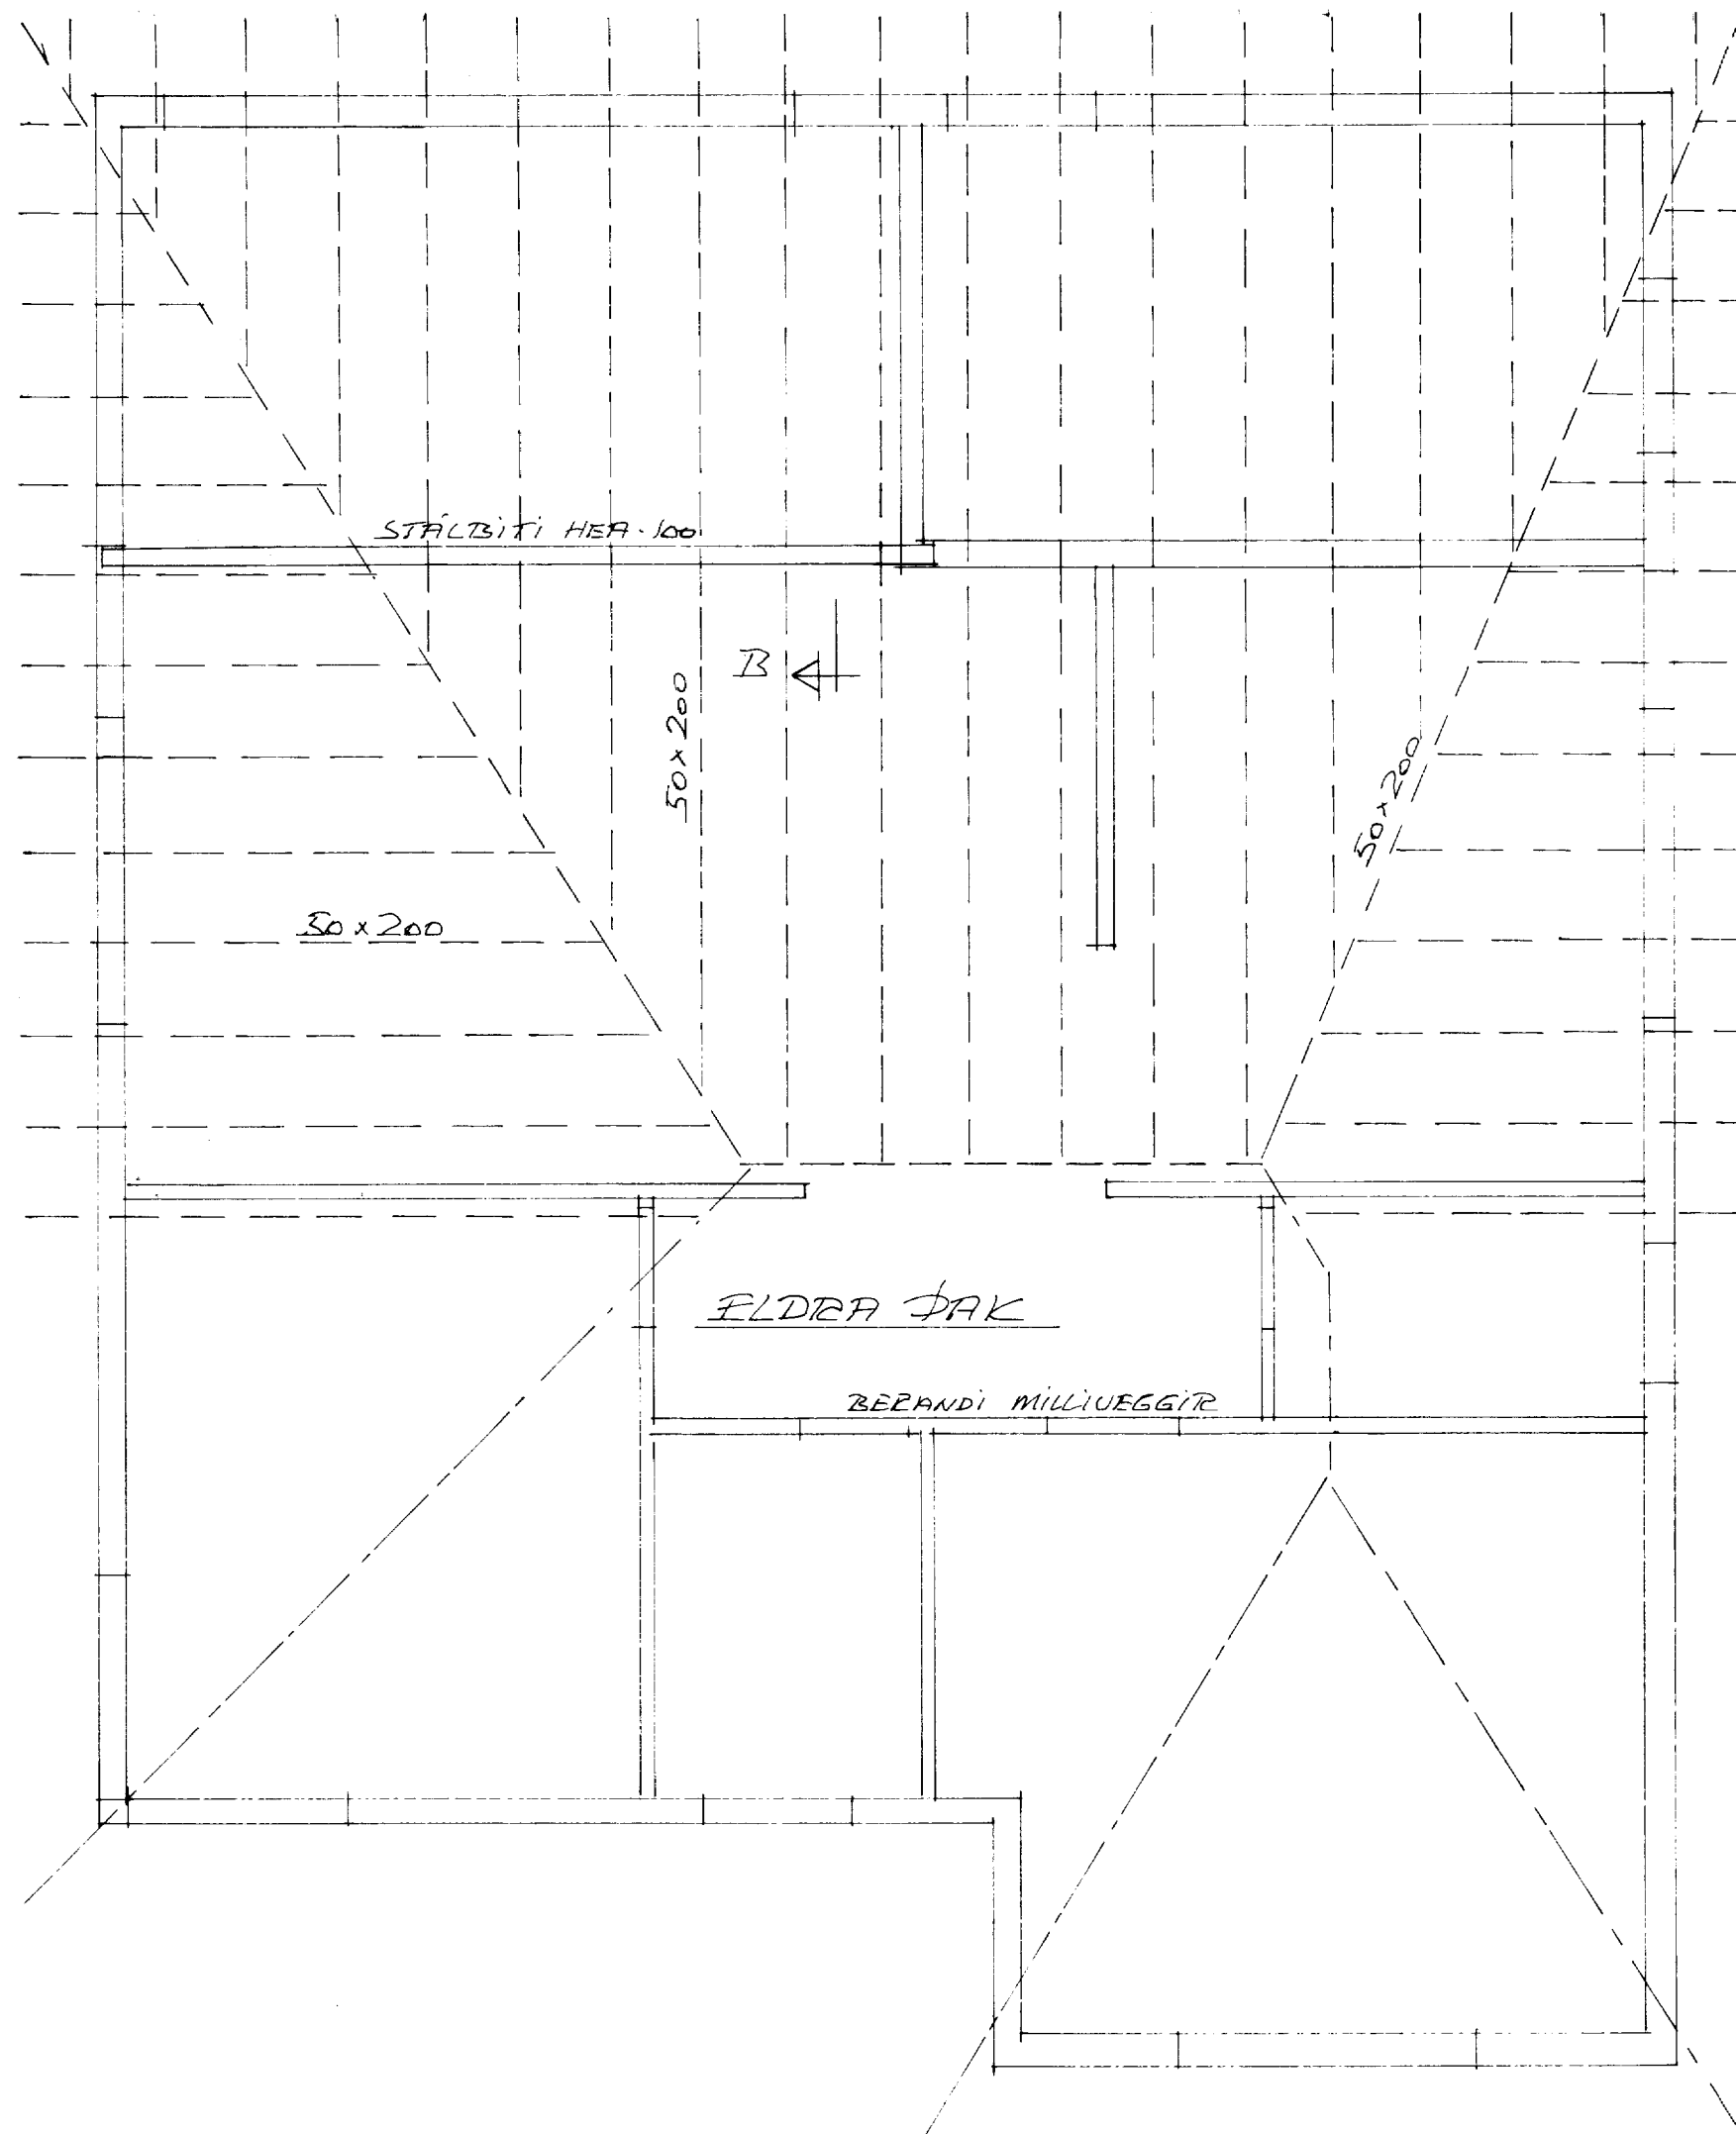 STÁLBITI HEA-100
B
50x200
50x200
50x200
ELDRA ÞAK
BERANDI MILLIVEGGIR